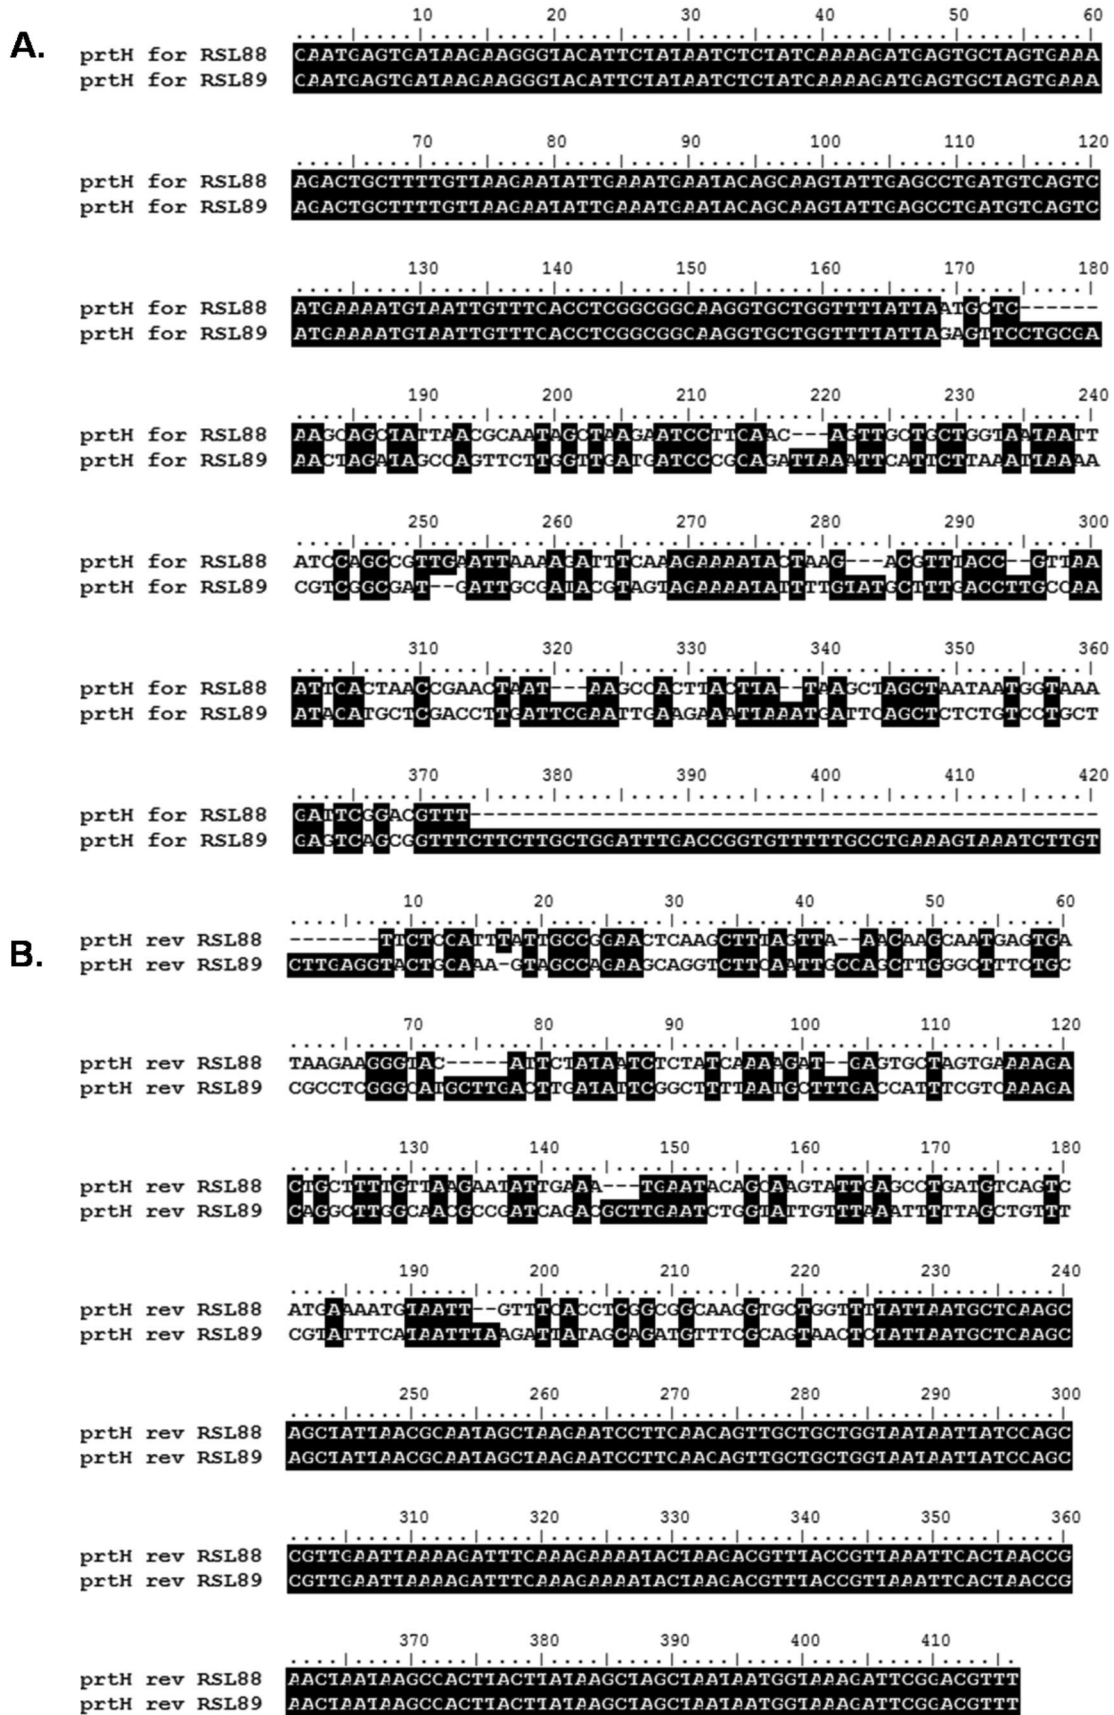 A.
10 20 30 40 50 60
....|....|....|....|....|....|....|....|....|....|....|....|
prtH for RSL88 CAATGAGTGATAAGAAGGGTACATTCTATAATCTCTATCAAAAGATGAGTGCTAGTGAAA
prtH for RSL89 CAATGAGTGATAAGAAGGGTACATTCTATAATCTCTATCAAAAGATGAGTGCTAGTGAAA
70 80 90 100 110 120
....|....|....|....|....|....|....|....|....|....|....|....|
prtH for RSL88 AGACTGCTTTTGTTAAGAATATTGAAATGAATACAGCAAGTATTGAGCCTGATGTCAGTC
prtH for RSL89 AGACTGCTTTTGTTAAGAATATTGAAATGAATACAGCAAGTATTGAGCCTGATGTCAGTC
130 140 150 160 170 180
....|....|....|....|....|....|....|....|....|....|....|....|
prtH for RSL88 ATGAAAATGTAATTGTTTCACCTCGGCGGCAAGGTGCTGGTTTTATTAATGCTC------
prtH for RSL89 ATGAAAATGTAATTGTTTCACCTCGGCGGCAAGGTGCTGGTTTTATTAGAGTTCCTGCGA
190 200 210 220 230 240
....|....|....|....|....|....|....|....|....|....|....|....|
prtH for RSL88 AAGCAGCTATTAACGCAATAGCTAAGAATCCTTCAAC---AGTTGCTGCTGGTAATAATT
prtH for RSL89 AACTAGATAGCCAGTTCTTGGTTGATGATCCCGCAGATTAAATTCATTCTTAAATTAAAA
250 260 270 280 290 300
....|....|....|....|....|....|....|....|....|....|....|....|
prtH for RSL88 ATCCAGCCGTTGAATTAAAAGATTTCAAAGAAAATACTAAG---ACGTTTACC--GTTAA
prtH for RSL89 CGTCGGCGAT--GATTGCGATACGTAGTAGAAAATATTTTGTATGCTTTGACCTTGCCAA
310 320 330 340 350 360
....|....|....|....|....|....|....|....|....|....|....|....|
prtH for RSL88 ATTCACTAACCGAACTAAT---AAGCCACTTACTTA--TAAGCTAGCTAATAATGGTAAA
prtH for RSL89 ATACATGCTCGACCTTGATTCGAATTGAAGAAATTAAATGATTCAGCTCTCTGTCCTGCT
370 380 390 400 410 420
....|....|....|....|....|....|....|....|....|....|....|....|
prtH for RSL88 GATTCGGACGTTT-----------------------------------------------
prtH for RSL89 GAGTCAGCGGTTTCTTCTTGCTGGATTTGACCGGTGTTTTTGCCTGAAAGTAAATCTTGT
B.
10 20 30 40 50 60
....|....|....|....|....|....|....|....|....|....|....|....|
prtH rev RSL88 -------TTCTCCATTTATTGCCGGAACTCAAGCTTTAGTTA--AACAAGCAATGAGTGA
prtH rev RSL89 CTTGAGGTACTGCAAA-GTAGCCAGAAGCAGGTCTTCAATTGCCAGCTTGGGCTTTCTGC
70 80 90 100 110 120
....|....|....|....|....|....|....|....|....|....|....|....|
prtH rev RSL88 TAAGAAGGGTAC-----ATTCTATAATCTCTATCAAAAGAT--GAGTGCTAGTGAAAAGA
prtH rev RSL89 CGCCTCGGGCATGCTTGACTTGATATTCGGCTTTTAATGCTTTGACCATTTCGTCAAAGA
130 140 150 160 170 180
....|....|....|....|....|....|....|....|....|....|....|....|
prtH rev RSL88 CTGCTTTTGTTAAGAATATTGAAA---TGAATACAGCAAGTATTGAGCCTGATGTCAGTC
prtH rev RSL89 CAGGCTTGGCAACGCCGATCAGACGCTTGAATCTGGTATTGTTTAAATTTTTAGCTGTTT
190 200 210 220 230 240
....|....|....|....|....|....|....|....|....|....|....|....|
prtH rev RSL88 ATGAAAATGTAATT--GTTTCACCTCGGCGGCAAGGTGCTGGTTTTATTAATGCTCAAGC
prtH rev RSL89 CGTATTTCATAATTTAAGATTATAGCAGATGTTTCGCAGTAACTCTATTAATGCTCAAGC
250 260 270 280 290 300
....|....|....|....|....|....|....|....|....|....|....|....|
prtH rev RSL88 AGCTATTAACGCAATAGCTAAGAATCCTTCAACAGTTGCTGCTGGTAATAATTATCCAGC
prtH rev RSL89 AGCTATTAACGCAATAGCTAAGAATCCTTCAACAGTTGCTGCTGGTAATAATTATCCAGC
310 320 330 340 350 360
....|....|....|....|....|....|....|....|....|....|....|....|
prtH rev RSL88 CGTTGAATTAAAAGATTTCAAAGAAAATACTAAGACGTTTACCGTTAAATTCACTAACCG
prtH rev RSL89 CGTTGAATTAAAAGATTTCAAAGAAAATACTAAGACGTTTACCGTTAAATTCACTAACCG
370 380 390 400 410
....|....|....|....|....|....|....|....|....|....|....|.
prtH rev RSL88 AACTAATAAGCCACTTACTTATAAGCTAGCTAATAATGGTAAAGATTCGGACGTTT
prtH rev RSL89 AACTAATAAGCCACTTACTTATAAGCTAGCTAATAATGGTAAAGATTCGGACGTTT